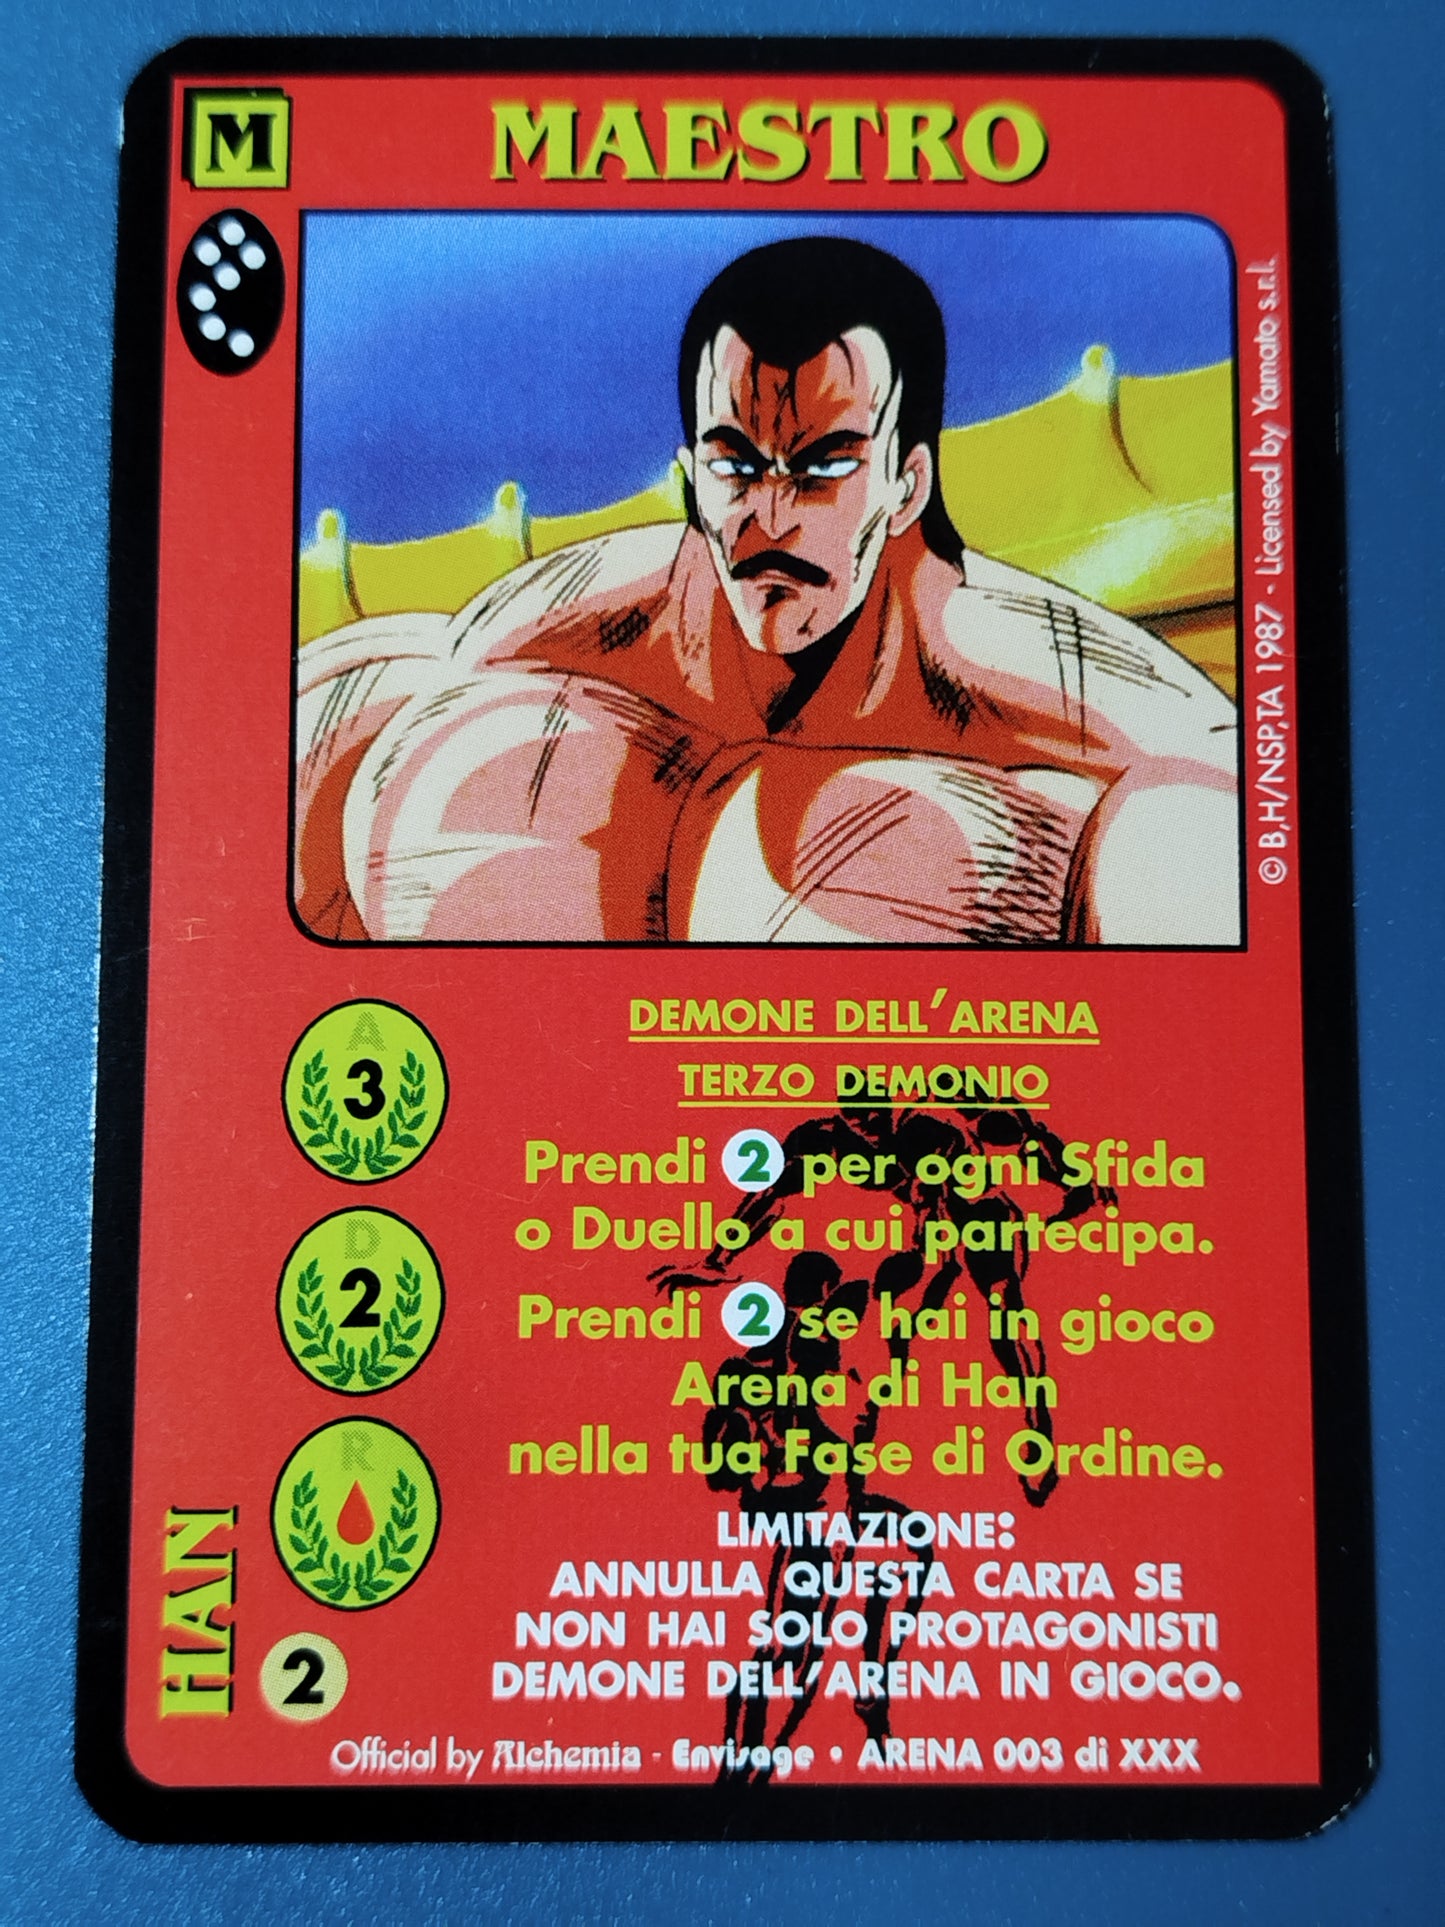 M
MAESTRO
© B,H/NSP,TA 1987 - Licensed by Yamato s.r.l.
DEMONE DELL'ARENA
TERZO DEMONIO
A
3
D
2
R
Prendi 2 per ogni Sfida
o Duello a cui partecipa.
Prendi 2 se hai in gioco
Arena di Han
nella tua Fase di Ordine.
LIMITAZIONE:
ANNULLA QUESTA CARTA SE
NON HAI SOLO PROTAGONISTI
DEMONE DELL'ARENA IN GIOCO.
HAN
2
Official by Alchemia - Envisage • ARENA 003 di XXX